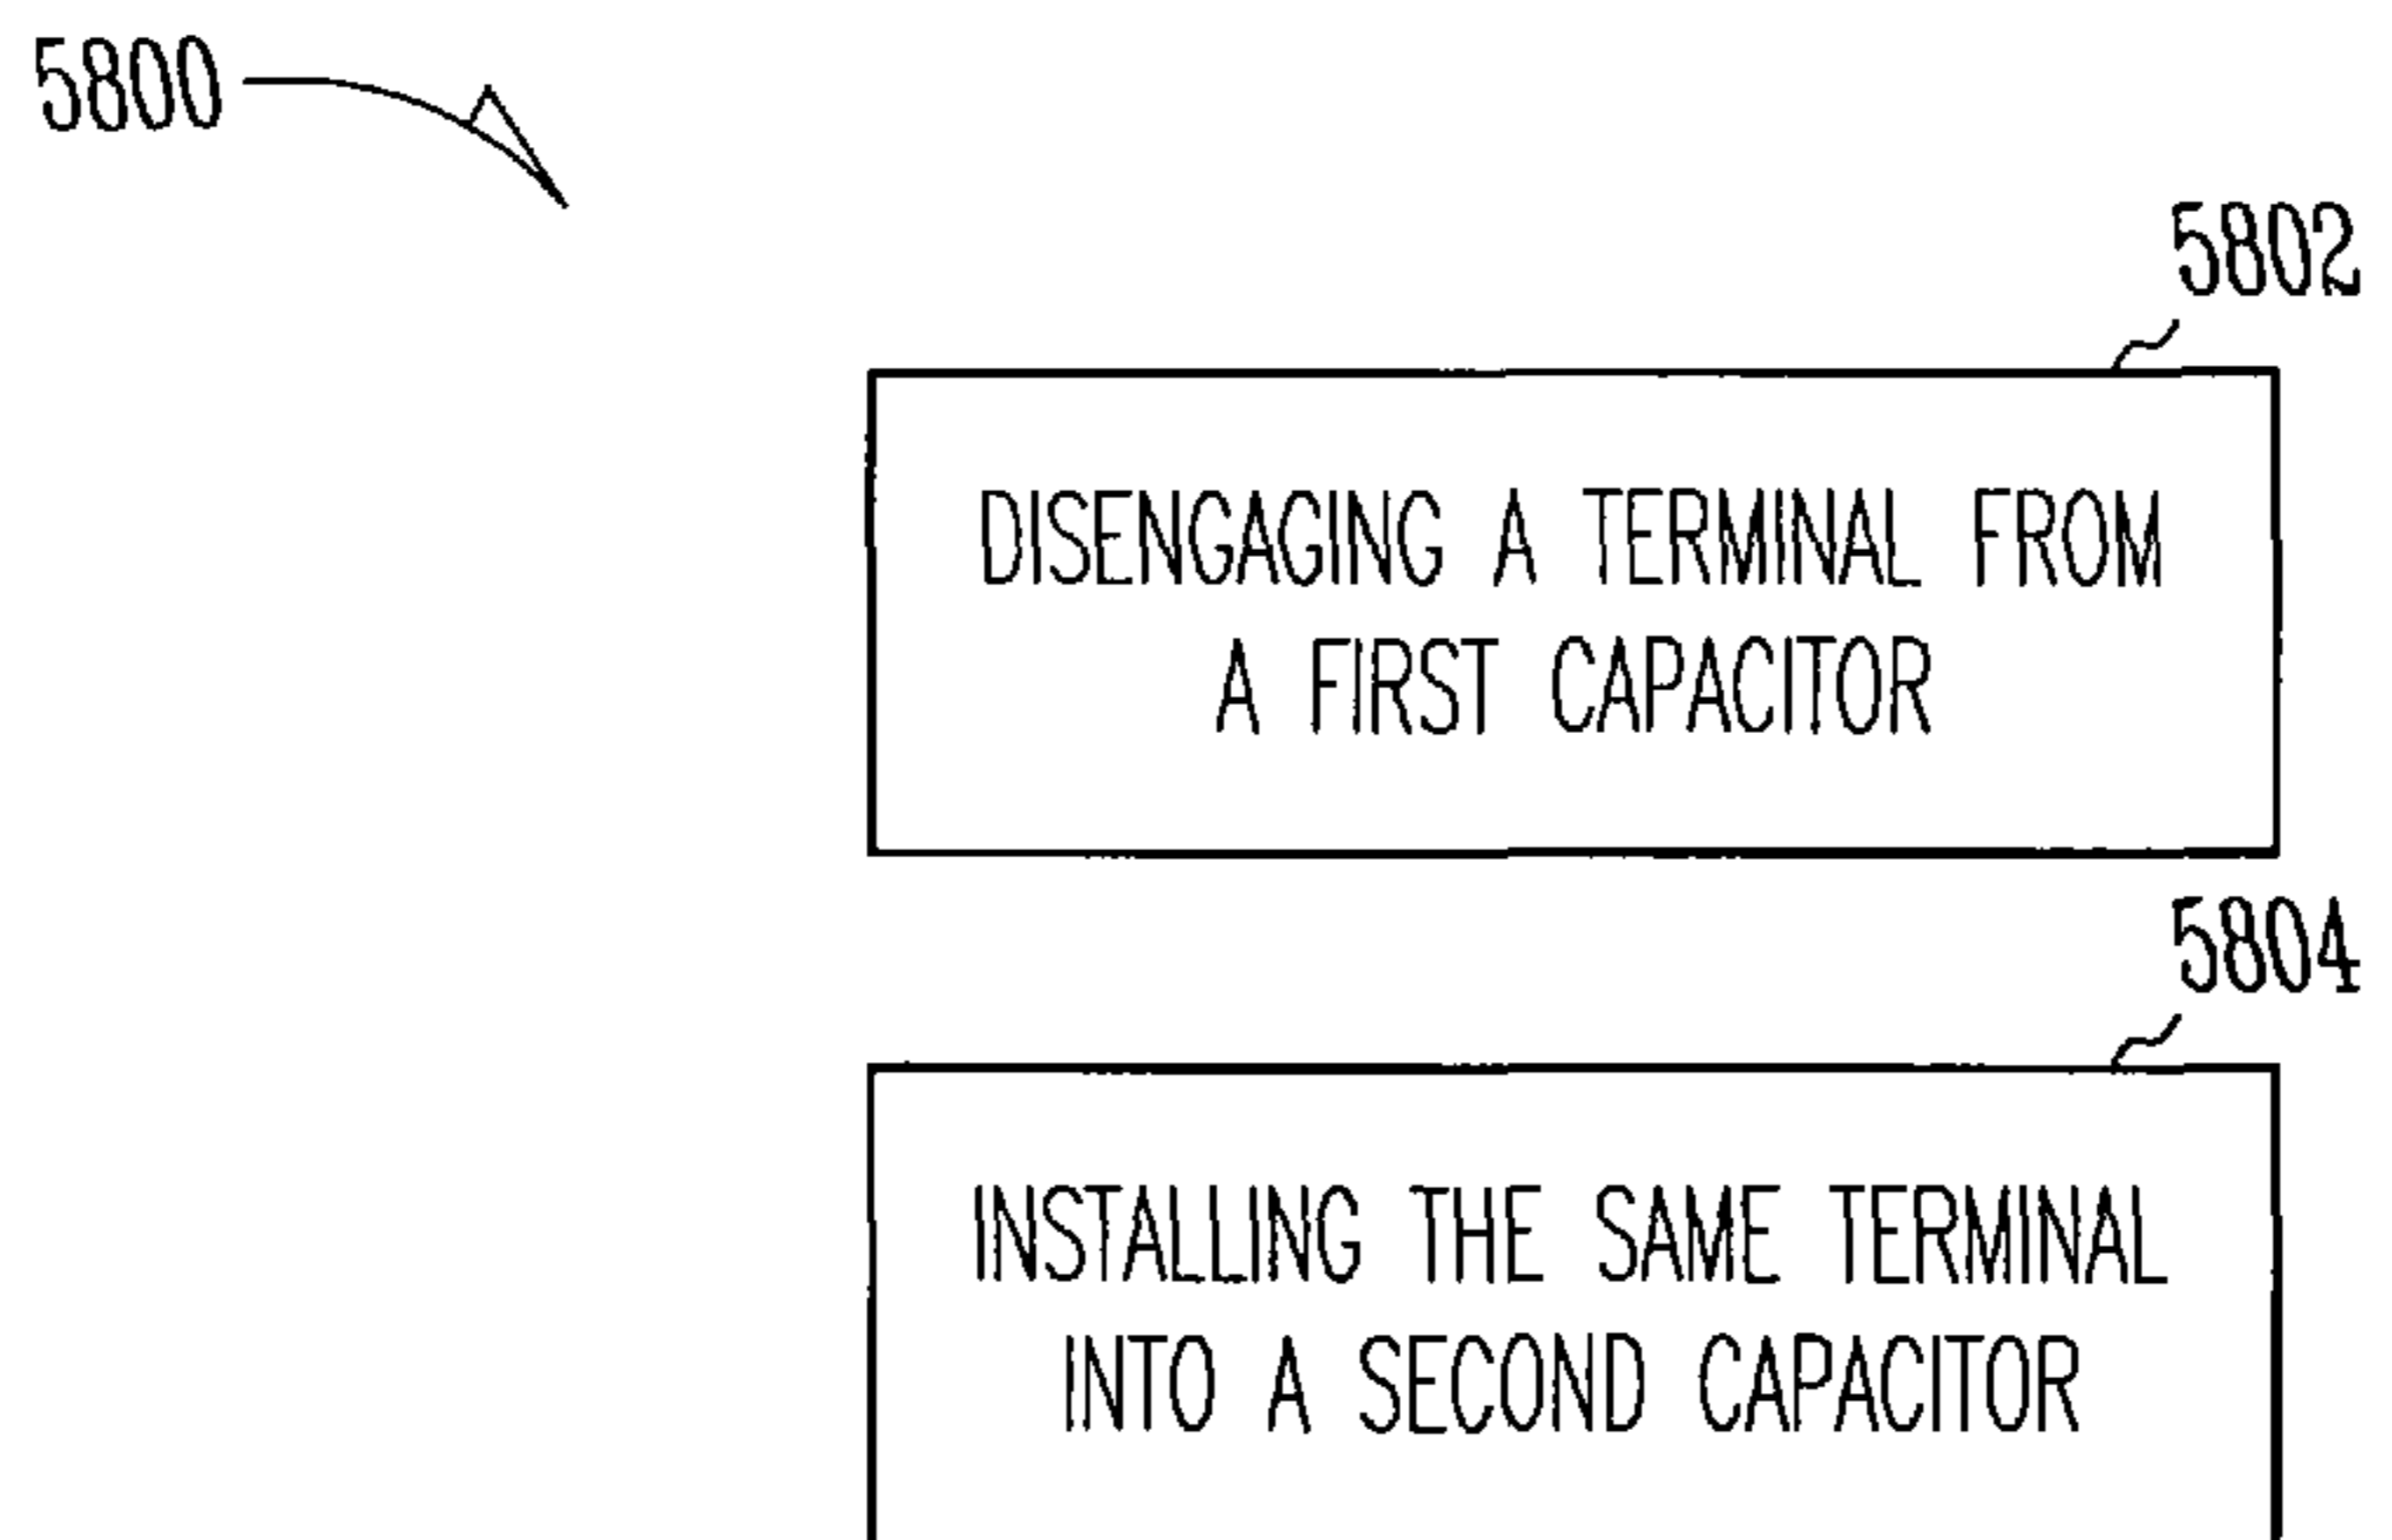 5800
5802
DISENGAGING A TERMINAL FROM
A FIRST CAPACITOR
5804
INSTALLING THE SAME TERMINAL
INTO A SECOND CAPACITOR